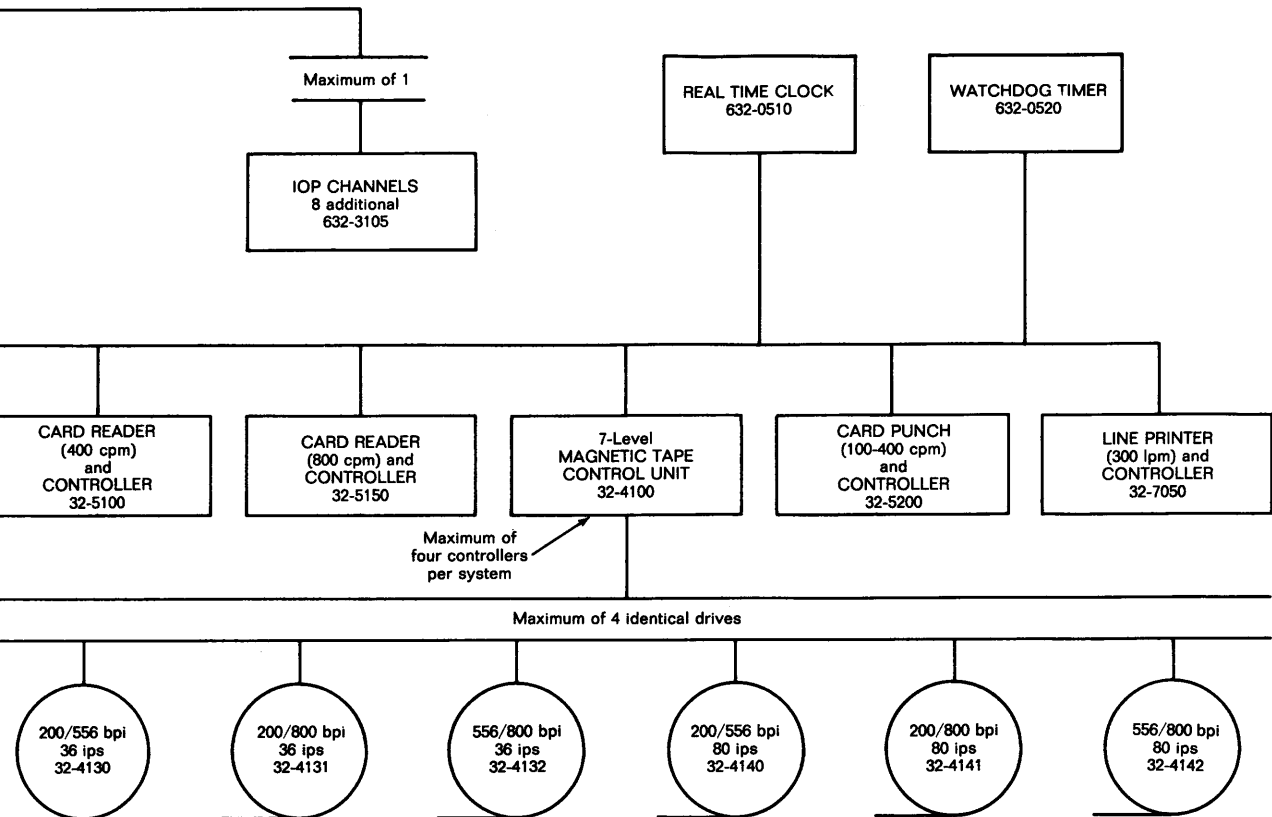 Maximum of 1
REAL TIME CLOCK
632-0510
WATCHDOG TIMER
632-0520
IOP CHANNELS
8 additional
632-3105
CARD READER
(400 cpm)
and
CONTROLLER
32-5100
CARD READER
(800 cpm) and
CONTROLLER
32-5150
7-Level
MAGNETIC TAPE
CONTROL UNIT
32-4100
CARD PUNCH
(100-400 cpm)
and
CONTROLLER
32-5200
LINE PRINTER
(300 lpm) and
CONTROLLER
32-7050
Maximum of
four controllers
per system
Maximum of 4 identical drives
200/556 bpi
36 ips
32-4130
200/800 bpi
36 ips
32-4131
556/800 bpi
36 ips
32-4132
200/556 bpi
80 ips
32-4140
200/800 bpi
80 ips
32-4141
556/800 bpi
80 ips
32-4142